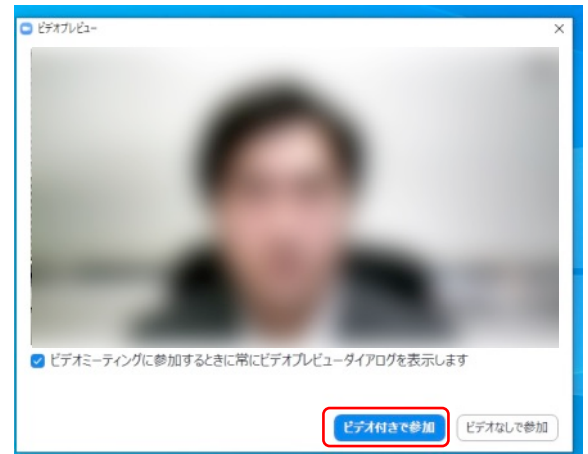 ビデオプレビュー
ビデオミーティングに参加するときに常にビデオプレビューダイアログを表示します
ビデオ付きで参加
ビデオなしで参加